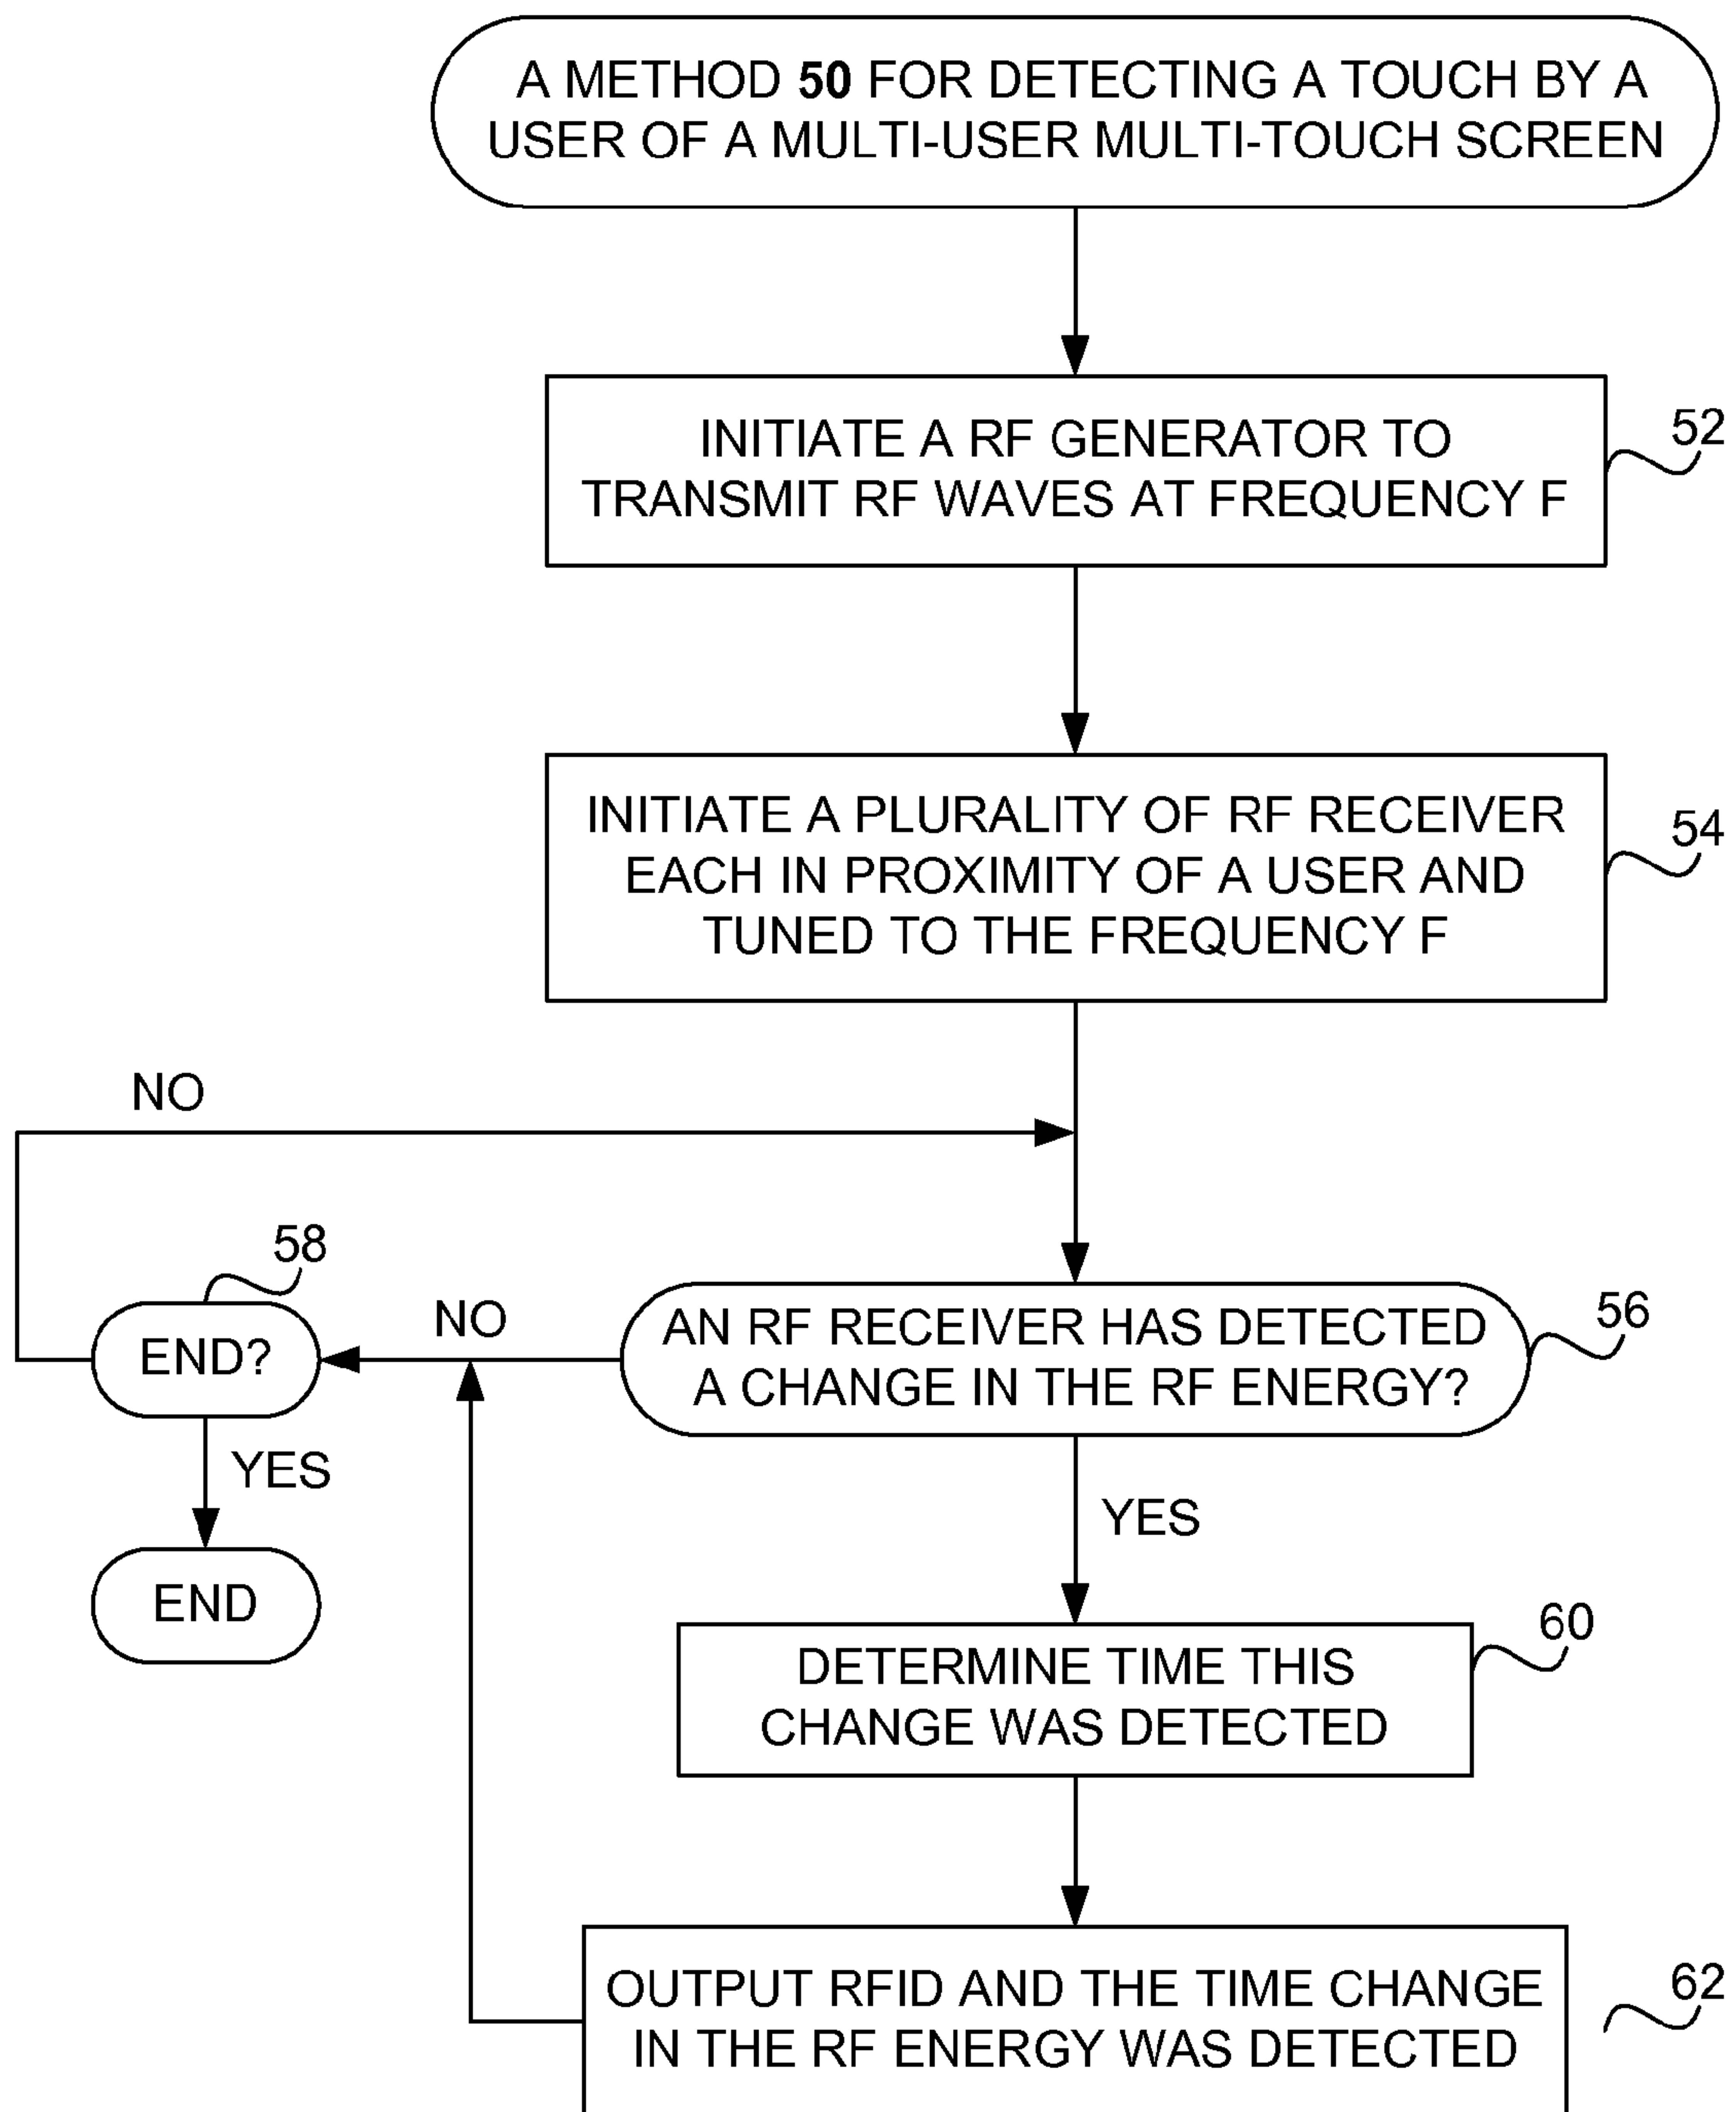 A METHOD 50 FOR DETECTING A TOUCH BY A
USER OF A MULTI-USER MULTI-TOUCH SCREEN
INITIATE A RF GENERATOR TO
TRANSMIT RF WAVES AT FREQUENCY F
52
INITIATE A PLURALITY OF RF RECEIVER
EACH IN PROXIMITY OF A USER AND
TUNED TO THE FREQUENCY F
54
NO
58
END?
NO
AN RF RECEIVER HAS DETECTED
A CHANGE IN THE RF ENERGY?
56
YES
END
YES
DETERMINE TIME THIS
CHANGE WAS DETECTED
60
OUTPUT RFID AND THE TIME CHANGE
IN THE RF ENERGY WAS DETECTED
62